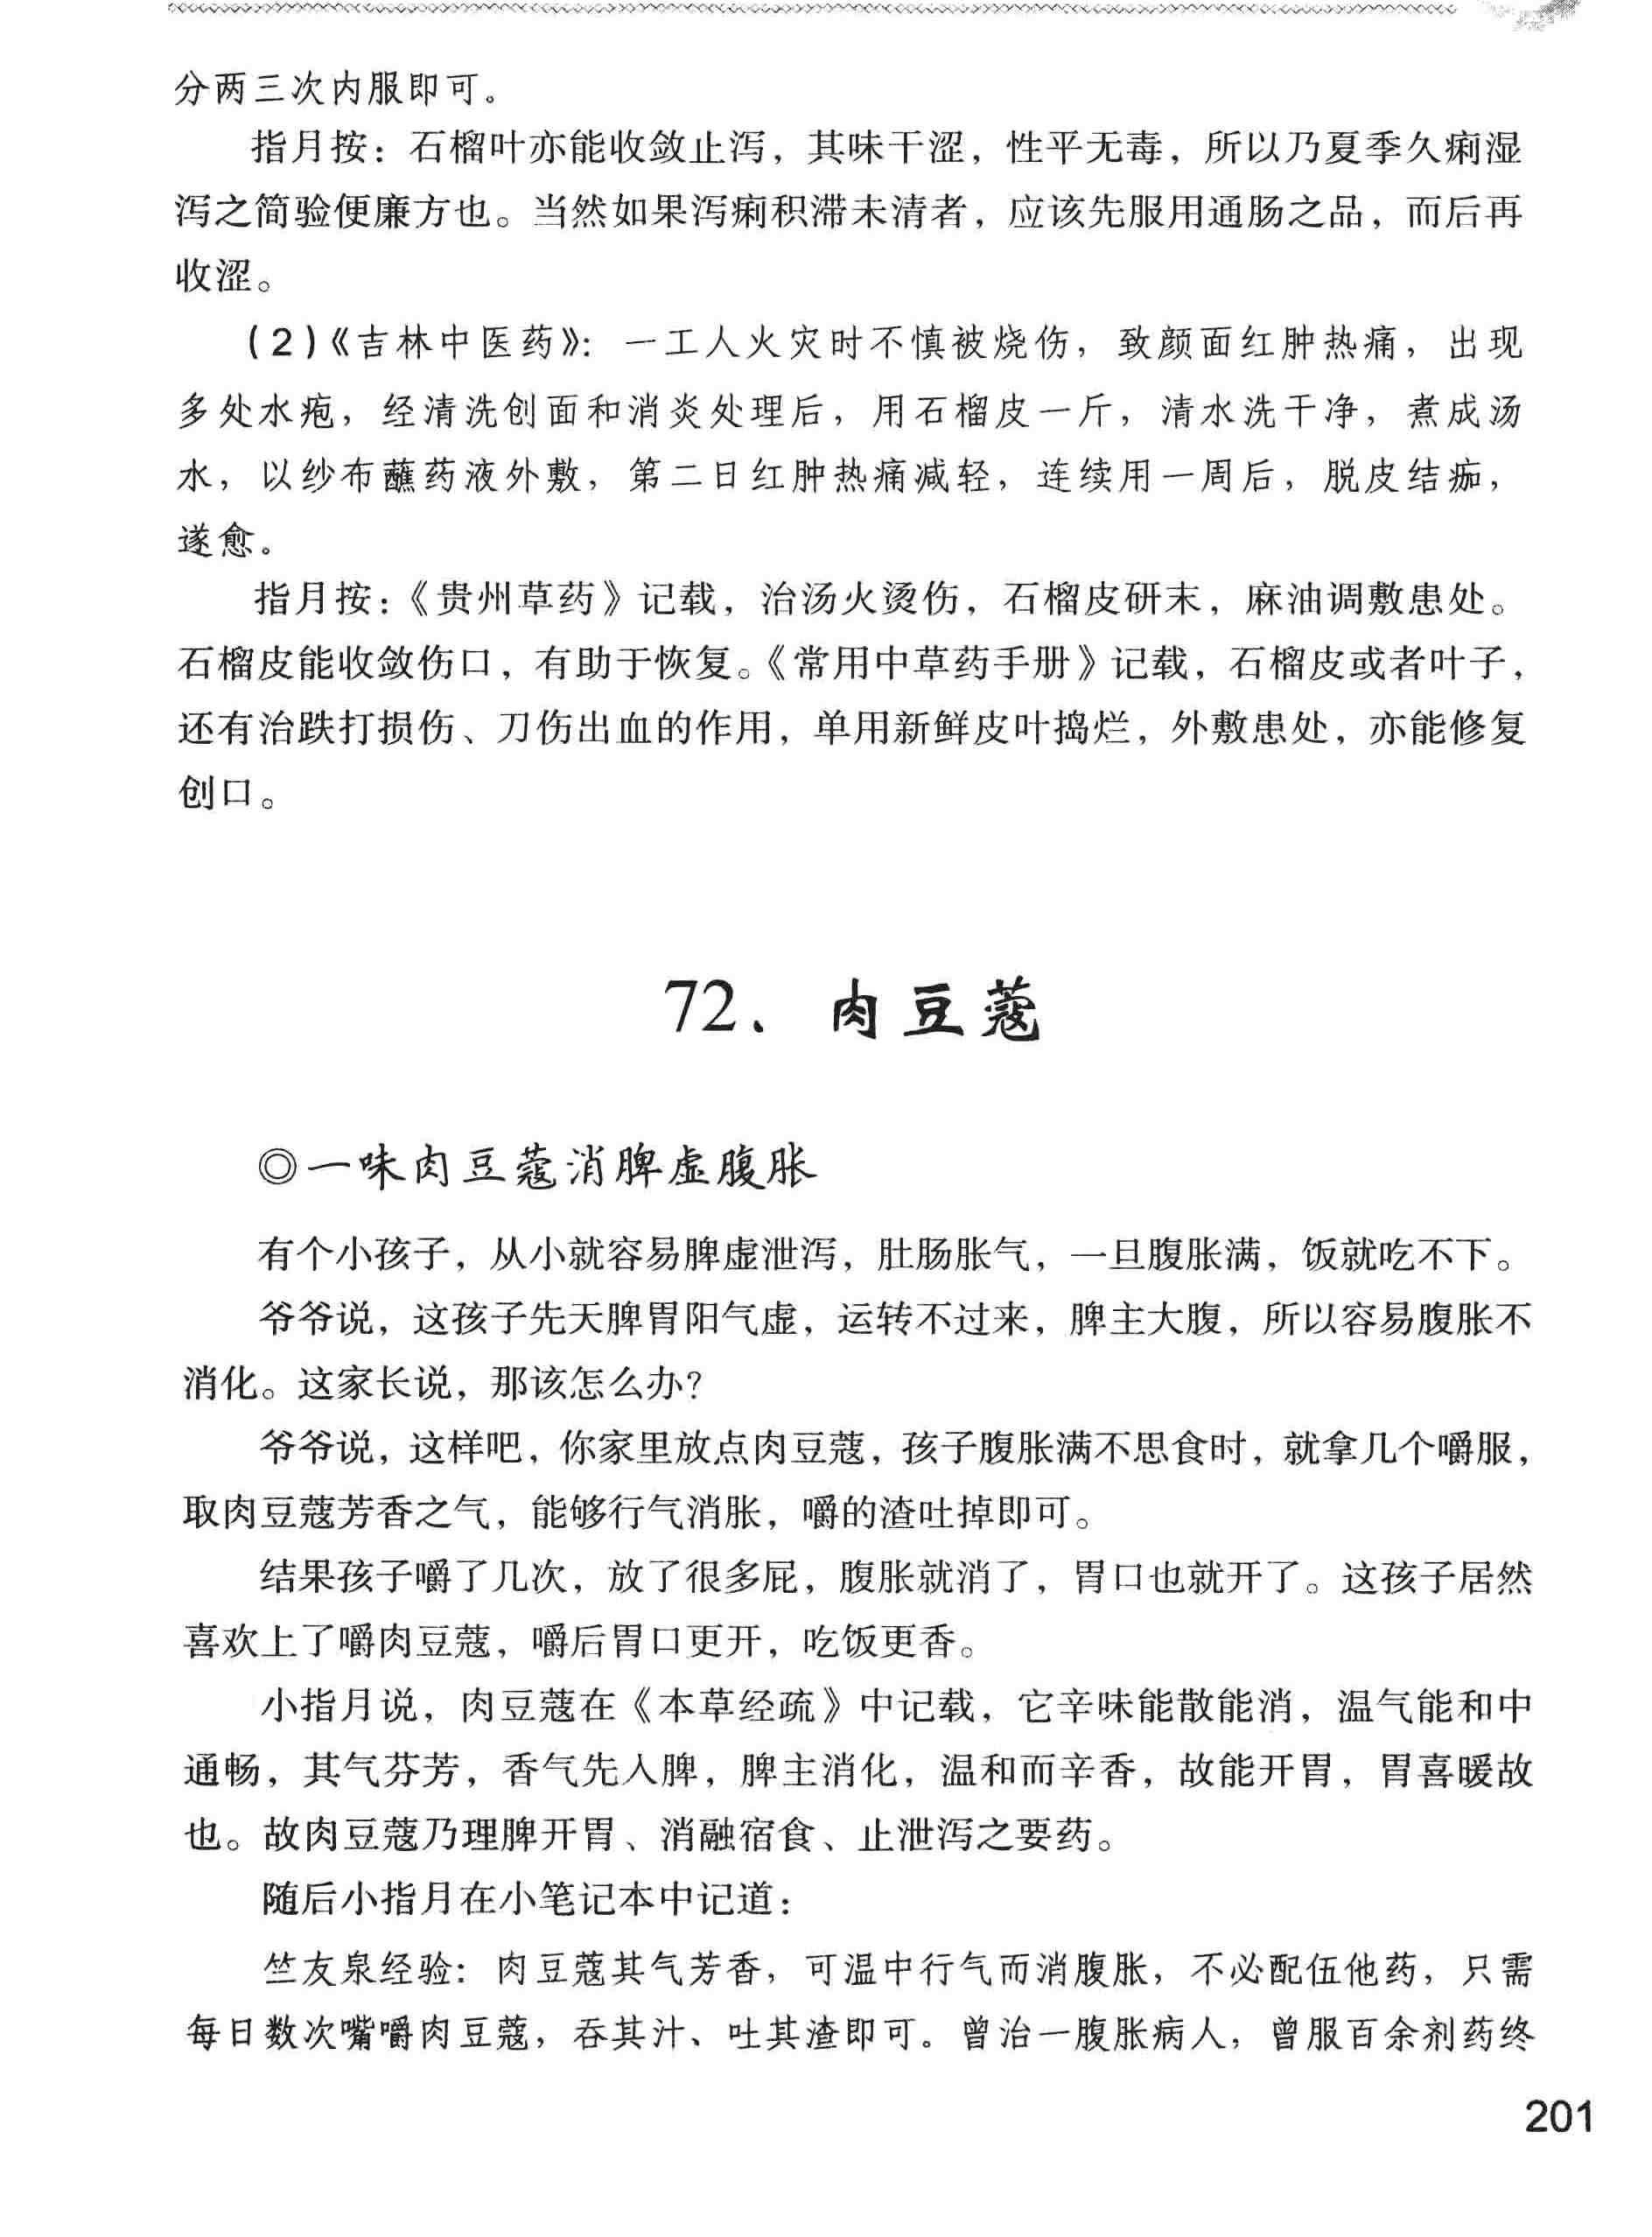 分两三次内服即可。
指月按：石榴叶亦能收敛止泻，其味干涩，性平无毒，所以乃夏季久痢湿
泻之简验便廉方也。当然如果泻痢积滞未清者，应该先服用通肠之品，而后再
收涩。
(2)《吉林中医药》：一工人火灾时不慎被烧伤，致颜面红肿热痛，出现
多处水疱，经清洗创面和消炎处理后，用石榴皮一斤，清水洗干净，煮成汤
水，以纱布蘸药液外敷，第二日红肿热痛减轻，连续用一周后，脱皮结痂，
遂愈。
指月按：《贵州草药》记载，治汤火烫伤，石榴皮研末，麻油调敷患处。
石榴皮能收敛伤口，有助于恢复。《常用中草药手册》记载，石榴皮或者叶子，
还有治跌打损伤、刀伤出血的作用，单用新鲜皮叶捣烂，外敷患处，亦能修复
创口。
72．肉豆蔻
◎一味肉豆蔻消脾虚腹胀
有个小孩子，从小就容易脾虚泄泻，肚肠胀气，一旦腹胀满，饭就吃不下。
爷爷说，这孩子先天脾胃阳气虚，运转不过来，脾主大腹，所以容易腹胀不
消化。这家长说，那该怎么办？
爷爷说，这样吧，你家里放点肉豆蔻，孩子腹胀满不思食时，就拿几个嚼服，
取肉豆蔻芳香之气，能够行气消胀，嚼的渣吐掉即可。
结果孩子嚼了几次，放了很多屁，腹胀就消了，胃口也就开了。这孩子居然
喜欢上了嚼肉豆蔻，嚼后胃口更开，吃饭更香。
小指月说，肉豆蔻在《本草经疏》中记载，它辛味能散能消，温气能和中
通畅，其气芬芳，香气先入脾，脾主消化，温和而辛香，故能开胃，胃喜暖故
也。故肉豆蔻乃理脾开胃、消融宿食、止泄泻之要药。
随后小指月在小笔记本中记道：
竺友泉经验：肉豆蔻其气芳香，可温中行气而消腹胀，不必配伍他药，只需
每日数次嘴嚼肉豆蔻，吞其汁、吐其渣即可。曾治一腹胀病人，曾服百余剂药终
201